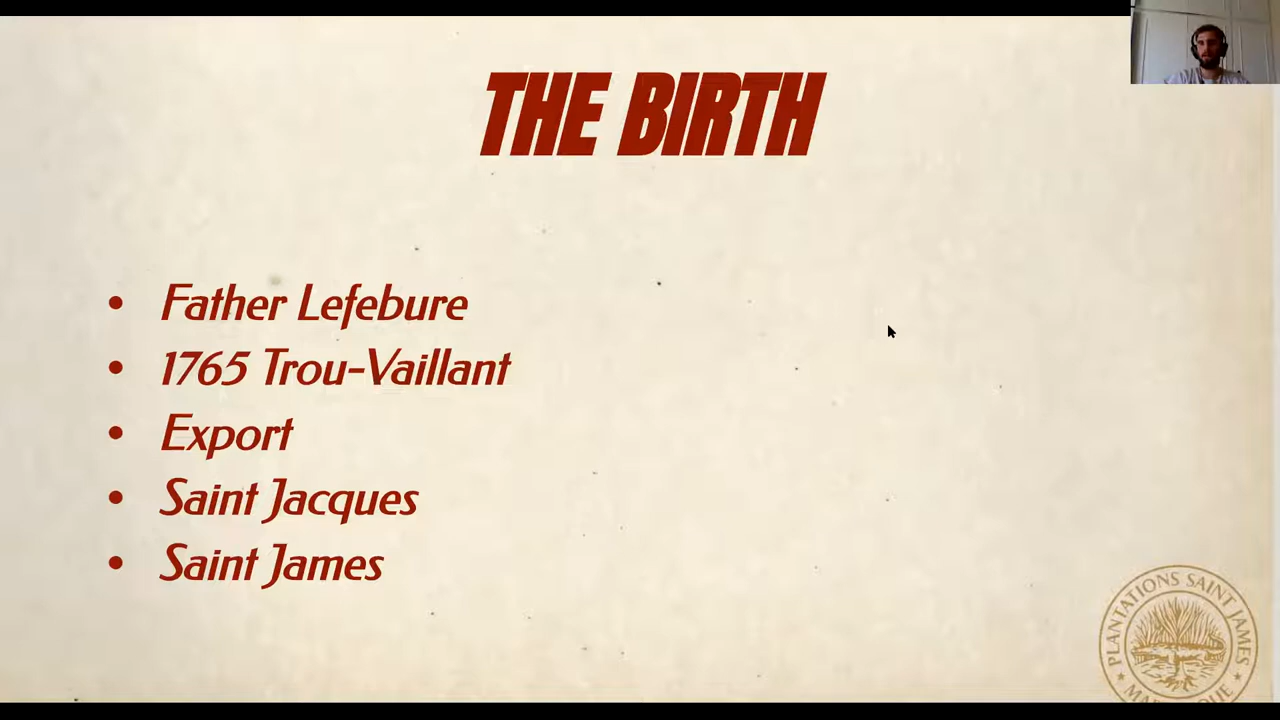 THE BIRTH
• Father Lefebure
• 1765 Trou-Vaillant
• Export
• Saint Jacques
• Saint James
PLANTATIONS SAINT JAMES